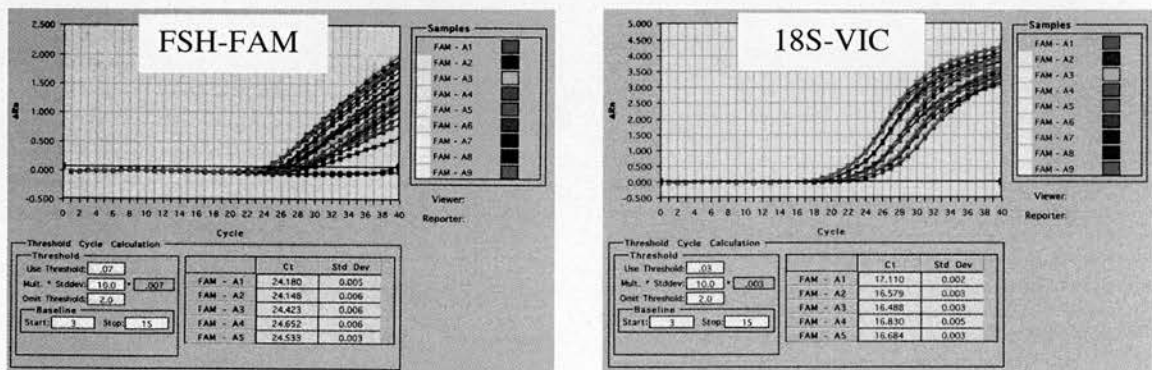 FSH-FAM
2.500
2.000
1.500
1.000
0.500
0.000
-0.500
ΔRn
0 2 4 6 8 10 12 14 16 18 20 22 24 26 28 30 32 34 36 38 40
Cycle
Samples
FAM - A1
FAM - A2
FAM - A3
FAM - A4
FAM - A5
FAM - A6
FAM - A7
FAM - A8
FAM - A9
Viewer:
Reporter:
Threshold Cycle Calculation
Threshold
Use Threshold: .07
Mult. * Stddev: 10.0 * .007
Omit Threshold: 2.0
Baseline
Start: 3 Stop: 15
Ct Std Dev
FAM - A1 24.180 0.005
FAM - A2 24.148 0.006
FAM - A3 24.423 0.006
FAM - A4 24.652 0.006
FAM - A5 24.533 0.003
18S-VIC
5.000
4.500
4.000
3.500
3.000
2.500
2.000
1.500
1.000
0.500
0.000
-0.500
ΔRn
0 2 4 6 8 10 12 14 16 18 20 22 24 26 28 30 32 34 36 38 40
Cycle
Samples
FAM - A1
FAM - A2
FAM - A3
FAM - A4
FAM - A5
FAM - A6
FAM - A7
FAM - A8
FAM - A9
Viewer:
Reporter:
Threshold Cycle Calculation
Threshold
Use Threshold: .03
Mult. * Stddev: 10.0 * .003
Omit Threshold: 2.0
Baseline
Start: 3 Stop: 15
Ct Std Dev
FAM - A1 17.110 0.002
FAM - A2 16.579 0.003
FAM - A3 16.488 0.003
FAM - A4 16.830 0.005
FAM - A5 16.684 0.003